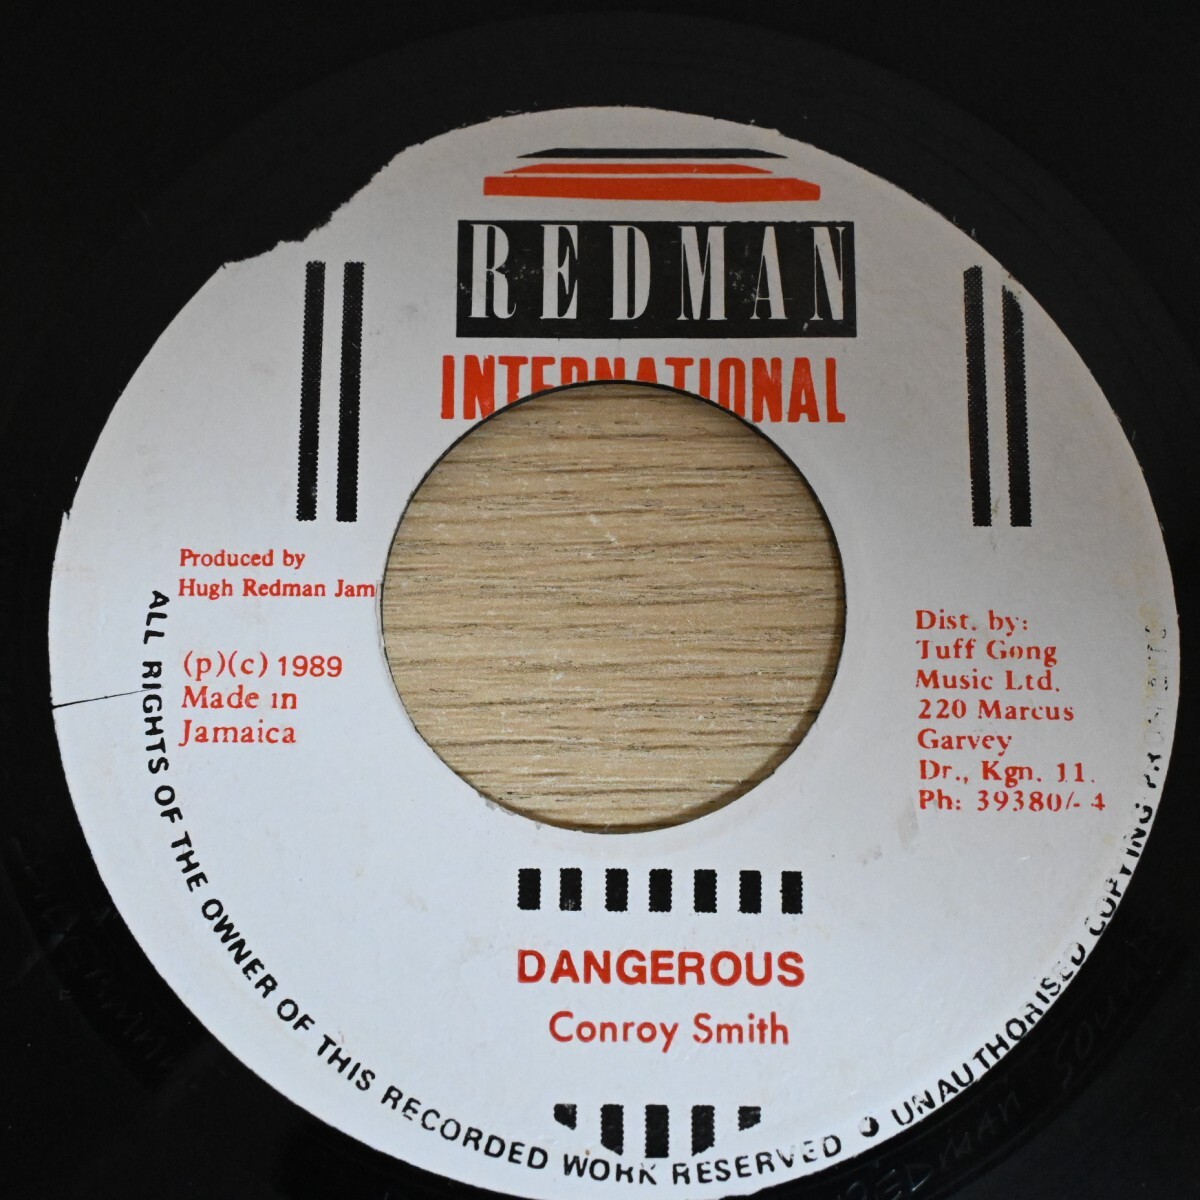 REDMAN
INTERNATIONAL
Produced by
Hugh Redman Jam
(p)(c) 1989
Made in
Jamaica
Dist. by:
Tuff Gong
Music Ltd.
220 Marcus
Garvey
Dr., Kgn. 11.
Ph: 39380/-4
DANGEROUS
Conroy Smith
ALL RIGHTS OF THE OWNER OF THIS RECORDED WORK RESERVED UNAUTHORISED COPYING